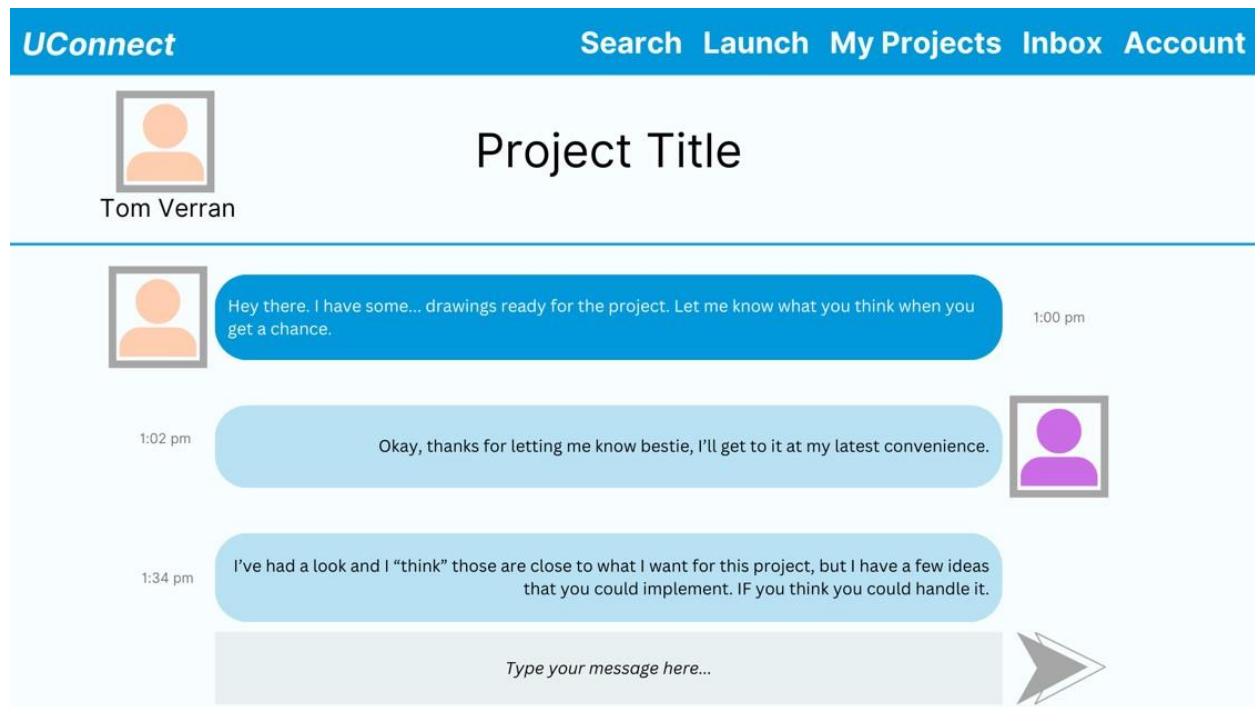 UConnect
Search Launch My Projects Inbox Account
Project Title
Tom Verran
Hey there. I have some... drawings ready for the project. Let me know what you think when you
get a chance.
1:00 pm
1:02 pm
Okay, thanks for letting me know bestie, I’ll get to it at my latest convenience.
1:34 pm
I’ve had a look and I “think” those are close to what I want for this project, but I have a few ideas
that you could implement. IF you think you could handle it.
Type your message here...